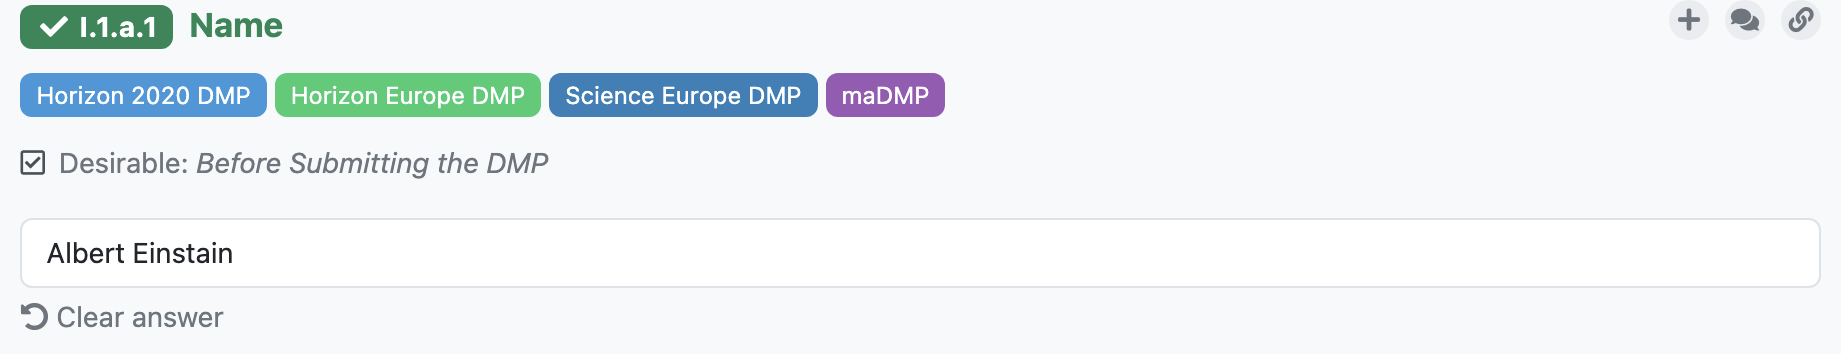 I.1.a.1 Name
Horizon 2020 DMP Horizon Europe DMP Science Europe DMP maDMP
Desirable: Before Submitting the DMP
Albert Einstain
Clear answer